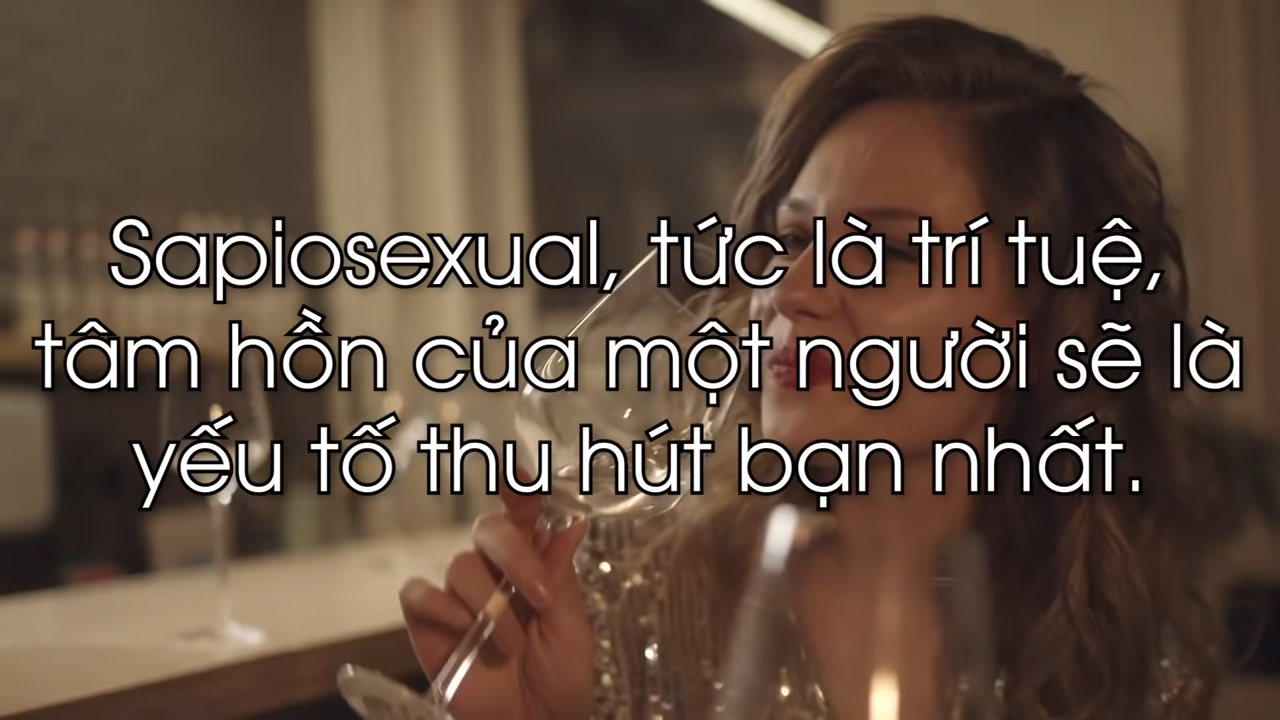 Sapiosexual, tức là trí tuệ,
tâm hồn của một người sẽ là
yếu tố thu hút bạn nhất.